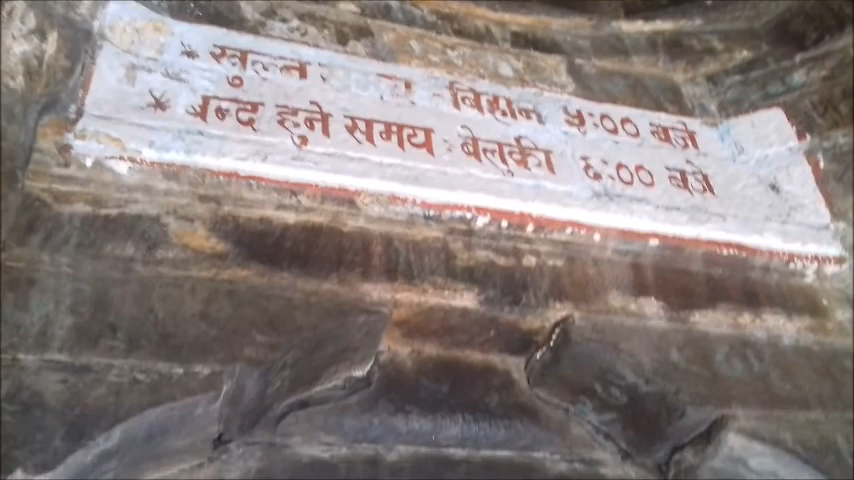 * खुल्ने : बिहान ५:०० बजे
* बन्द हुने समय : बेलुकी ६:०० बजे